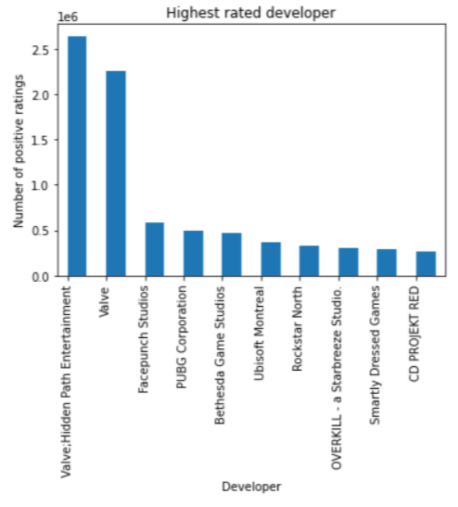 Highest rated developer
1e6
2.5
2.0
1.5
1.0
0.5
0.0
Number of positive ratings
Valve;Hidden Path Entertainment
Valve
Facepunch Studios
PUBG Corporation
Bethesda Game Studios
Ubisoft Montreal
Rockstar North
OVERKILL - a Starbreeze Studio.
Smartly Dressed Games
CD PROJEKT RED
Developer